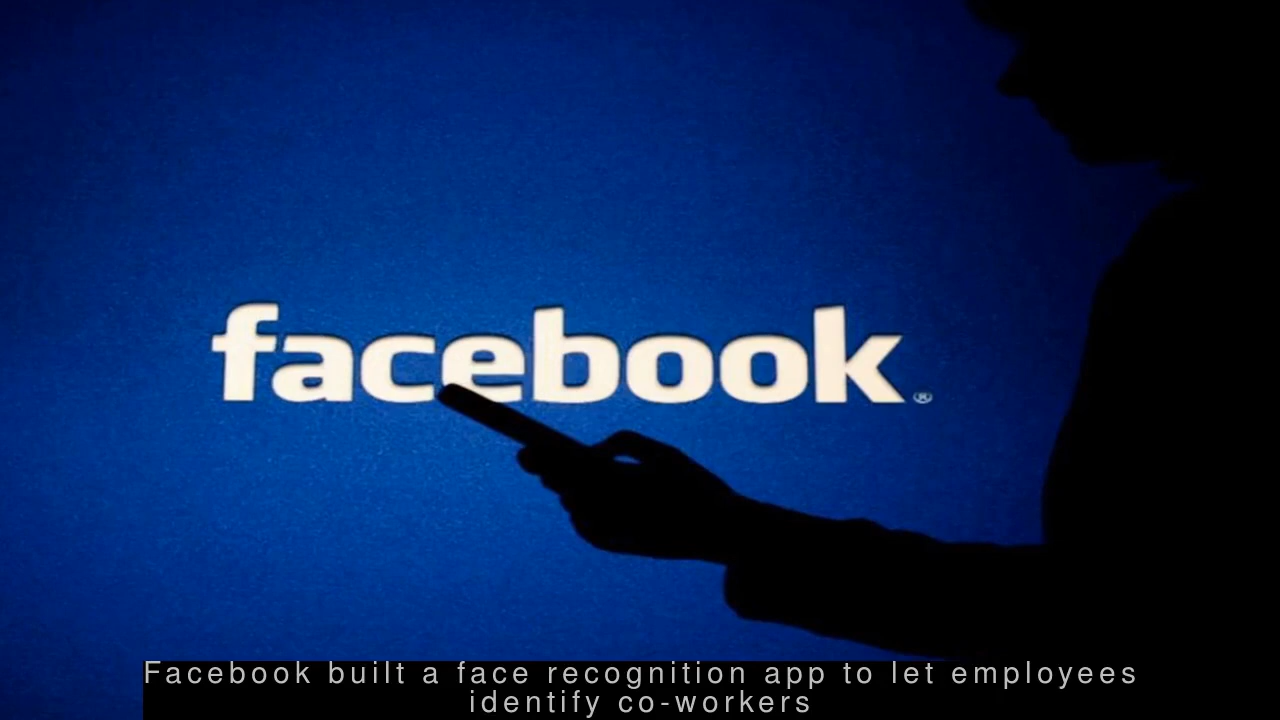 facebook®
Facebook built a face recognition app to let employees
identify co-workers